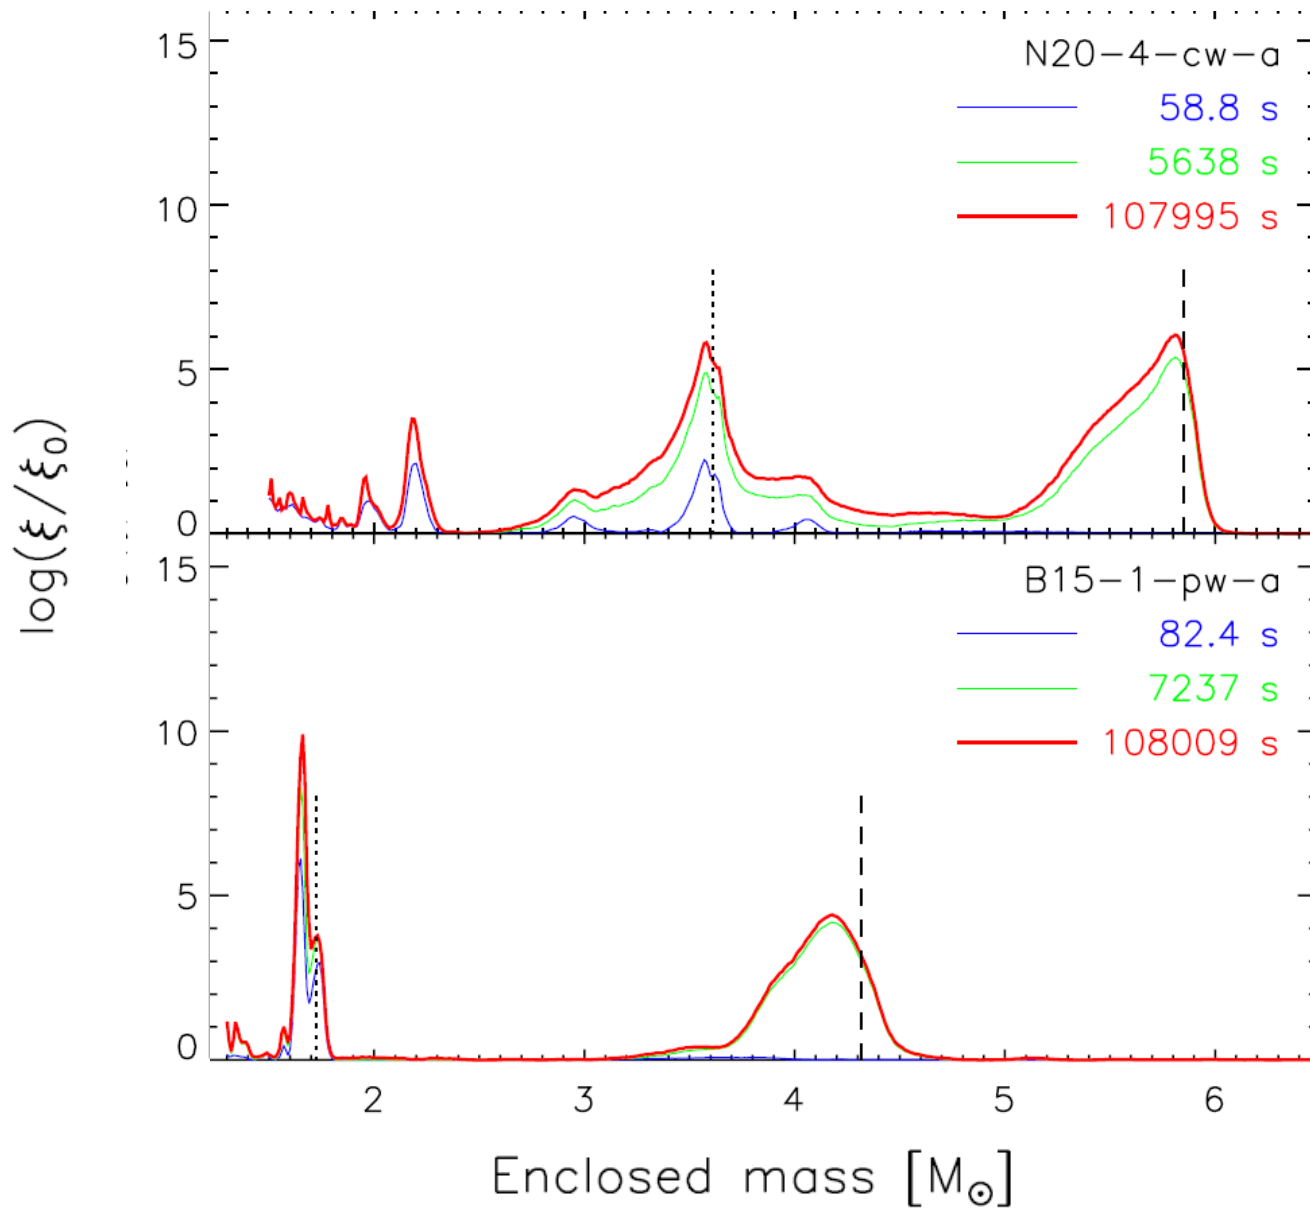 15
N20-4-cw-a
58.8 s
5638 s
10
107995 s
5
0
log(ξ/ξ₀)
15
B15-1-pw-a
82.4 s
7237 s
10
108009 s
5
0
2 3 4 5 6
Enclosed mass [M☉]